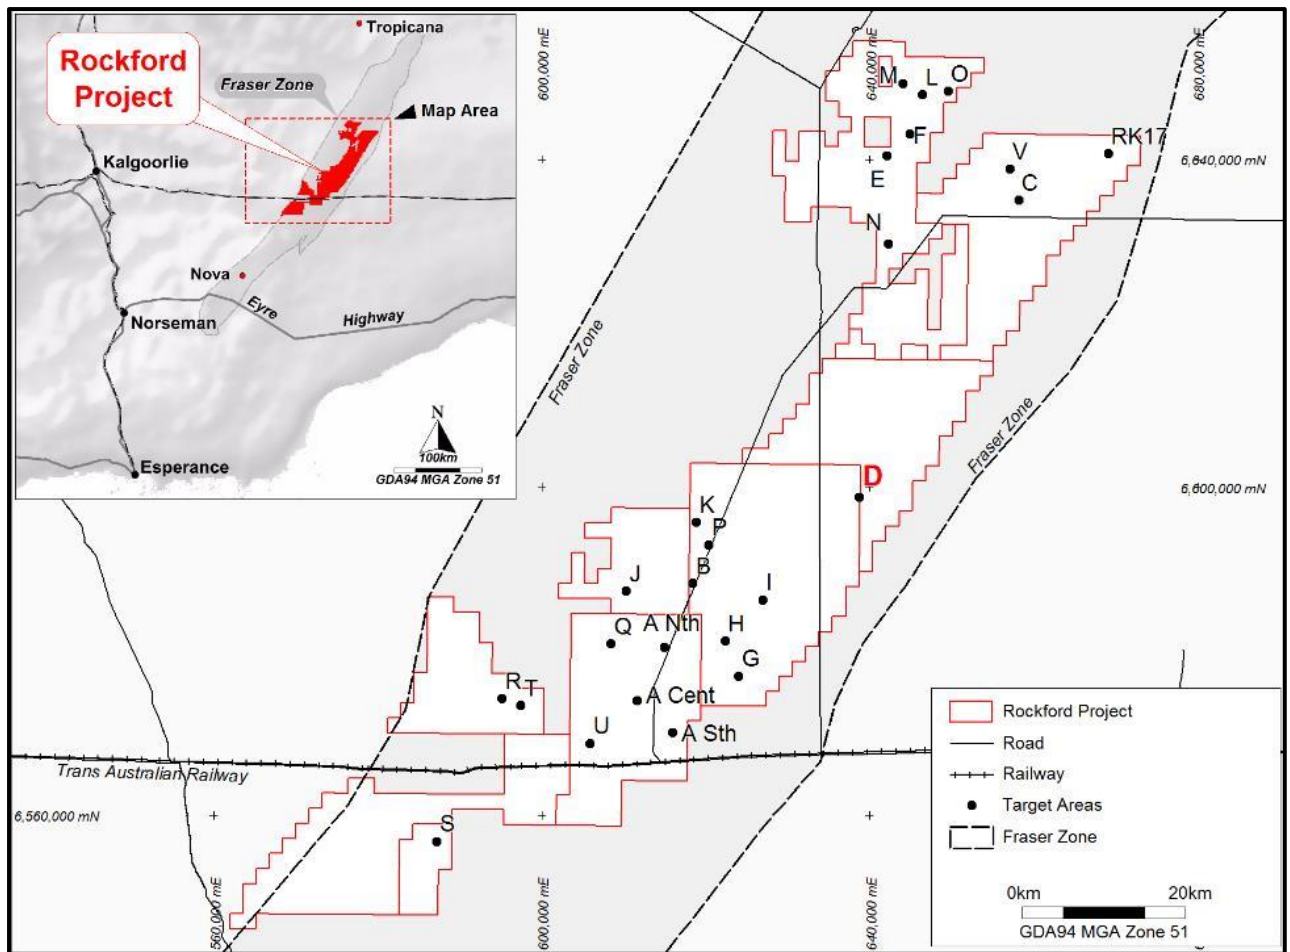 Tropicana
Rockford
Project
Fraser Zone
Map Area
Kalgoorlie
Nova
Norseman
Eyre
Highway
Esperance
N
100km
GDA94 MGA Zone 51
600,000 mE
640,000 mE
680,000 mE
M
L
O
F
E
V
RK17
C
6,640,000 mN
N
Fraser Zone
Fraser Zone
D
6,600,000 mN
K
P
B
J
I
Q
A Nth
H
G
R
T
A Cent
U
A Sth
Trans Australian Railway
6,560,000 mN
S
560,000 mE
600,000 mE
640,000 mE
Rockford Project
Road
Railway
Target Areas
Fraser Zone
0km 20km
GDA94 MGA Zone 51